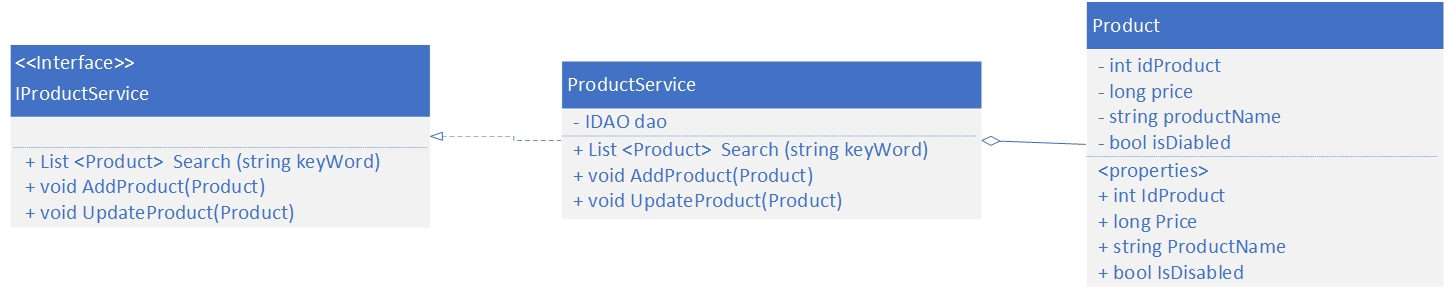 <<Interface>>
IProductService
+ List <Product>  Search (string keyWord)
+ void AddProduct(Product)
+ void UpdateProduct(Product)
ProductService
- IDAO dao
+ List <Product>  Search (string keyWord)
+ void AddProduct(Product)
+ void UpdateProduct(Product)
Product
- int idProduct
- long price
- string productName
- bool isDiabled
<properties>
+ int IdProduct
+ long Price
+ string ProductName
+ bool IsDisabled